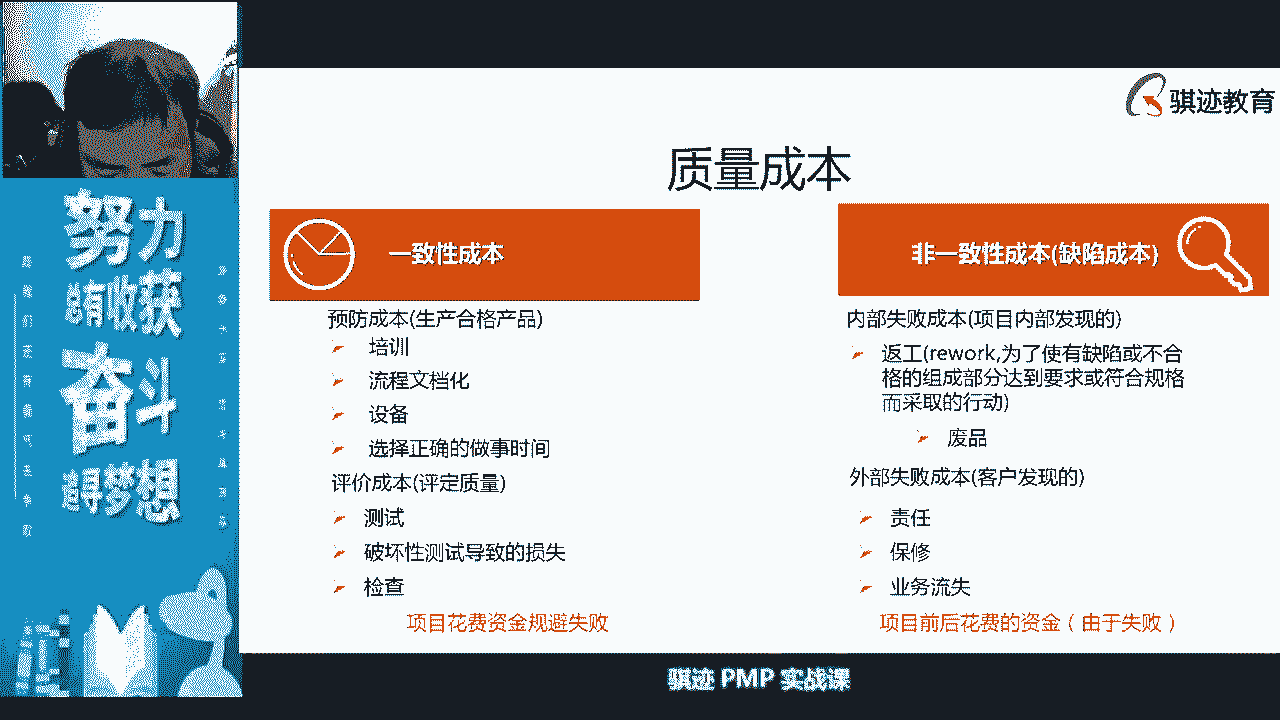 骐迹教育
质量成本
一致性成本
预防成本(生产合格产品)
培训
流程文档化
设备
选择正确的做事时间
评价成本(评定质量)
测试
破坏性测试导致的损失
检查
项目花费资金规避失败
非一致性成本(缺陷成本)
内部失败成本(项目内部发现的)
返工(rework,为了使有缺陷或不合
格的组成部分达到要求或符合规格
而采取的行动)
废品
外部失败成本(客户发现的)
责任
保修
业务流失
项目前后花费的资金（由于失败）
努力
总有收获
奋斗
追寻梦想
骐迹 PMP 实战课